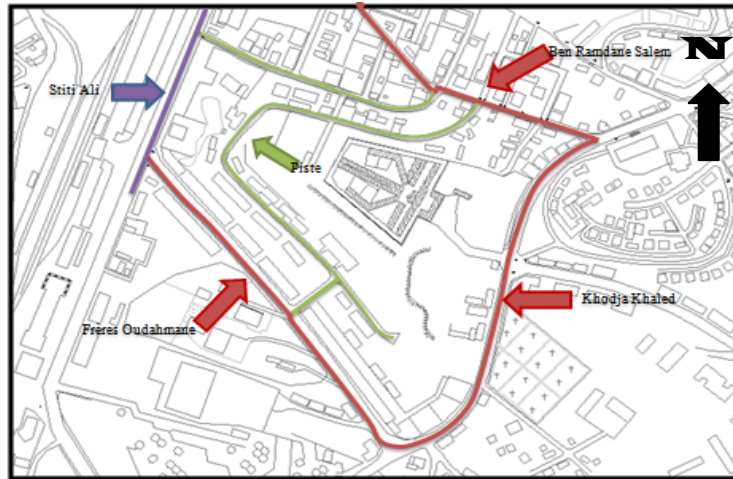 Ben Ramdane Salem
N
Stiti Ali
Piste
Khodja Khaled
Freres Oudahmane